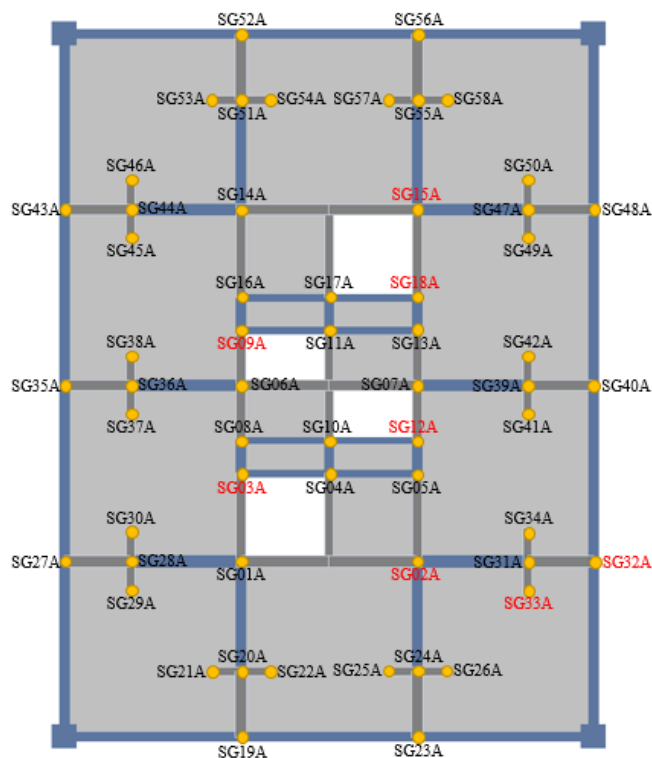 SG52A SG56A
SG53A SG54A SG57A SG58A
SG51A SG55A
SG46A SG50A
SG43A SG44A SG14A SG15A SG47A SG48A
SG45A SG49A
SG16A SG17A SG18A
SG38A SG09A SG11A SG13A SG42A
SG35A SG36A SG06A SG07A SG39A SG40A
SG37A SG08A SG10A SG12A SG41A
SG03A SG04A SG05A
SG30A SG34A
SG27A SG28A SG01A SG02A SG31A SG32A
SG29A SG33A
SG20A SG24A
SG21A SG22A SG25A SG26A
SG19A SG23A